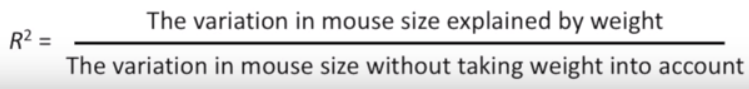 The variation in mouse size explained by weight
R² =
The variation in mouse size without taking weight into account